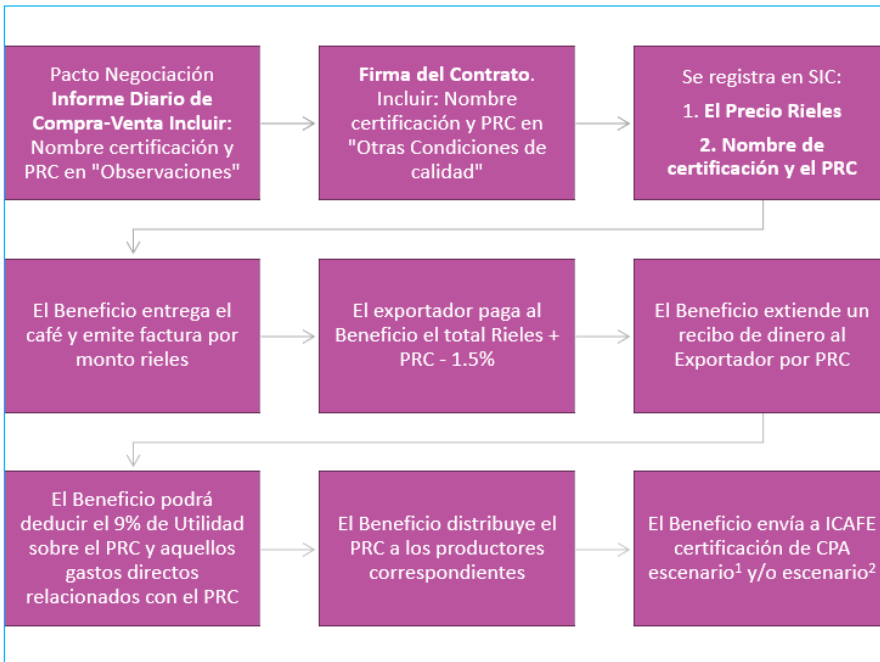 Pacto Negociación
Informe Diario de
Compra-Venta Incluir:
Nombre certificación y
PRC en "Observaciones"
Firma del Contrato.
Incluir: Nombre
certificación y PRC en
"Otras Condiciones de
calidad"
Se registra en SIC:
1. El Precio Rieles
2. Nombre de
certificación y el PRC
El Beneficio entrega el
café y emite factura por
monto rieles
El exportador paga al
Beneficio el total Rieles +
PRC - 1.5%
El Beneficio extiende un
recibo de dinero al
Exportador por PRC
El Beneficio podrá
deducir el 9% de Utilidad
sobre el PRC y aquellos
gastos directos
relacionados con el PRC
El Beneficio distribuye el
PRC a los productores
correspondientes
El Beneficio envía a ICAFE
certificación de CPA
escenario¹ y/o escenario²